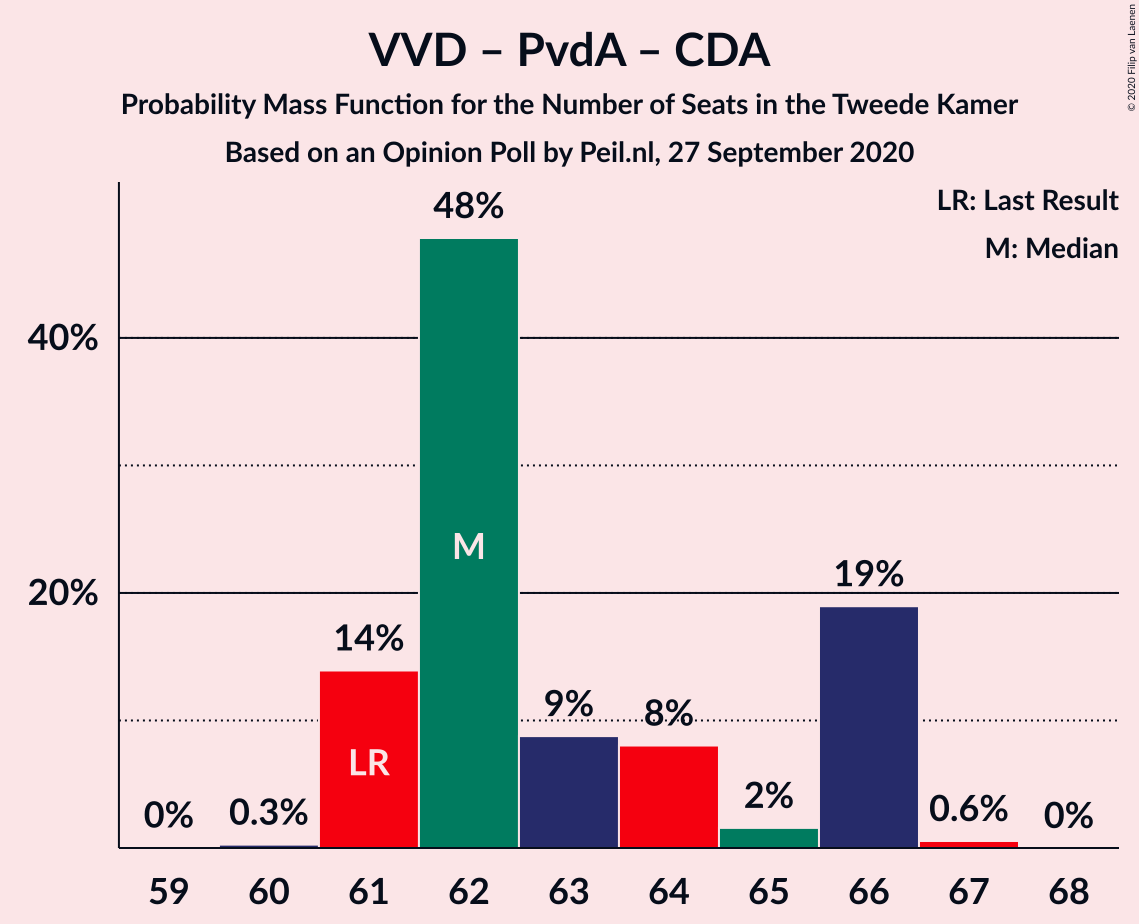 VVD – PvdA – CDA
Probability Mass Function for the Number of Seats in the Tweede Kamer
Based on an Opinion Poll by Peil.nl, 27 September 2020
© 2020 Filip van Laenen
LR: Last Result
M: Median
40%
20%
0%
0.3%
14%
48%
9%
8%
2%
19%
0.6%
0%
LR
M
59 60 61 62 63 64 65 66 67 68